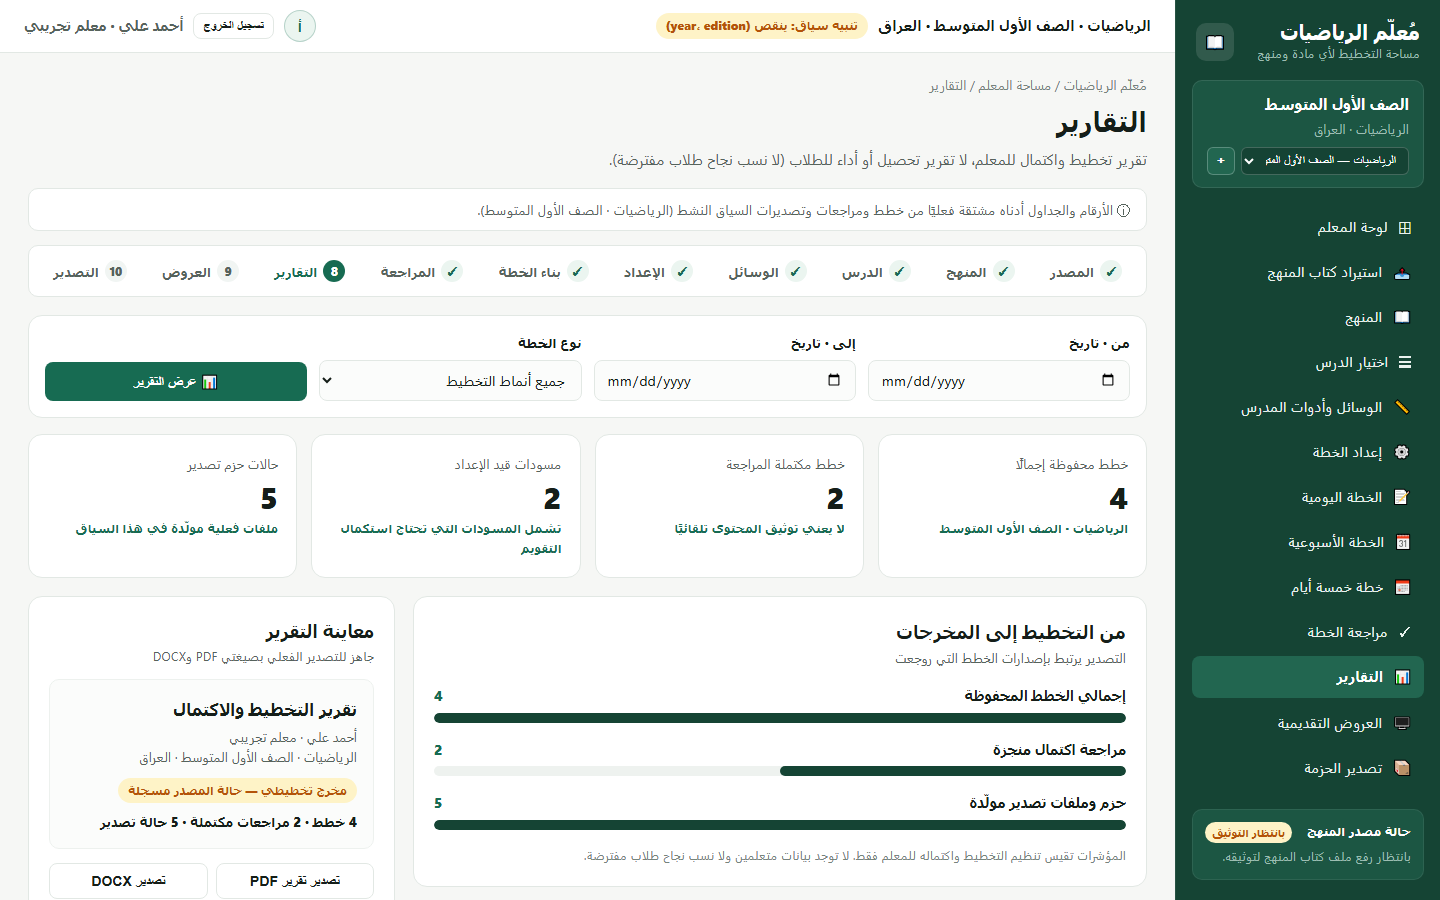 مُعلّم الرياضيات
مساحة التخطيط لأي مادة ومنهج
الصف الأول المتوسط
الرياضيات · العراق
الرياضيات — الصف الأول المتو
+
لوحة المعلم
استيراد كتاب المنهج
المنهج
اختيار الدرس
الوسائل وأدوات المدرس
إعداد الخطة
الخطة اليومية
الخطة الأسبوعية
خطة خمسة أيام
مراجعة الخطة
التقارير
العروض التقديمية
تصدير الحزمة
حالة مصدر المنهج
بانتظار التوثيق
بانتظار رفع ملف كتاب المنهج لتوثيقه.
الرياضيات • الصف الأول المتوسط • العراق
تنبيه سياق: ينقص (year، edition)
أ
تسجيل الخروج
أحمد علي • معلم تجريبي
مُعلّم الرياضيات / مساحة المعلم / التقارير
التقارير
تقرير تخطيط واكتمال للمعلم، لا تقرير تحصيل أو أداء للطلاب (لا نسب نجاح طلاب مفترضة).
ⓘ الأرقام والجداول أدناه مشتقة فعليًا من خطط ومراجعات وتصديرات السياق النشط (الرياضيات · الصف الأول المتوسط).
✓ المصدر
✓ المنهج
✓ الدرس
✓ الوسائل
✓ الإعداد
✓ بناء الخطة
✓ المراجعة
8 التقارير
9 العروض
10 التصدير
من • تاريخ
mm/dd/yyyy
إلى • تاريخ
mm/dd/yyyy
نوع الخطة
جميع أنماط التخطيط
عرض التقرير
خطط محفوظة إجمالًا
4
الرياضيات - الصف الأول المتوسط
خطط مكتملة المراجعة
2
لا يعني توثيق المحتوى تلقائيًا
مسودات قيد الإعداد
2
تشمل المسودات التي تحتاج استكمال
التقويم
حالات حزم تصدير
5
ملفات فعلية مولّدة في هذا السياق
من التخطيط إلى المخرجات
التصدير يرتبط بإصدارات الخطط التي روجعت
إجمالي الخطط المحفوظة
4
مراجعة اكتمال منجزة
2
حزم وملفات تصدير مولّدة
5
المؤشرات تقيس تنظيم التخطيط واكتماله للمعلم فقط. لا توجد بيانات متعلمين ولا نسب نجاح طلاب مفترضة.
معاينة التقرير
جاهز للتصدير الفعلي بصيغتي PDF وDOCX
تقرير التخطيط والاكتمال
أحمد علي · معلم تجريبي
الرياضيات · الصف الأول المتوسط · العراق
مخرج تخطيطي — حالة المصدر مسجلة
4 خطط • 2 مراجعات مكتملة • 5 حالة تصدير
تصدير تقرير PDF
تصدير DOCX